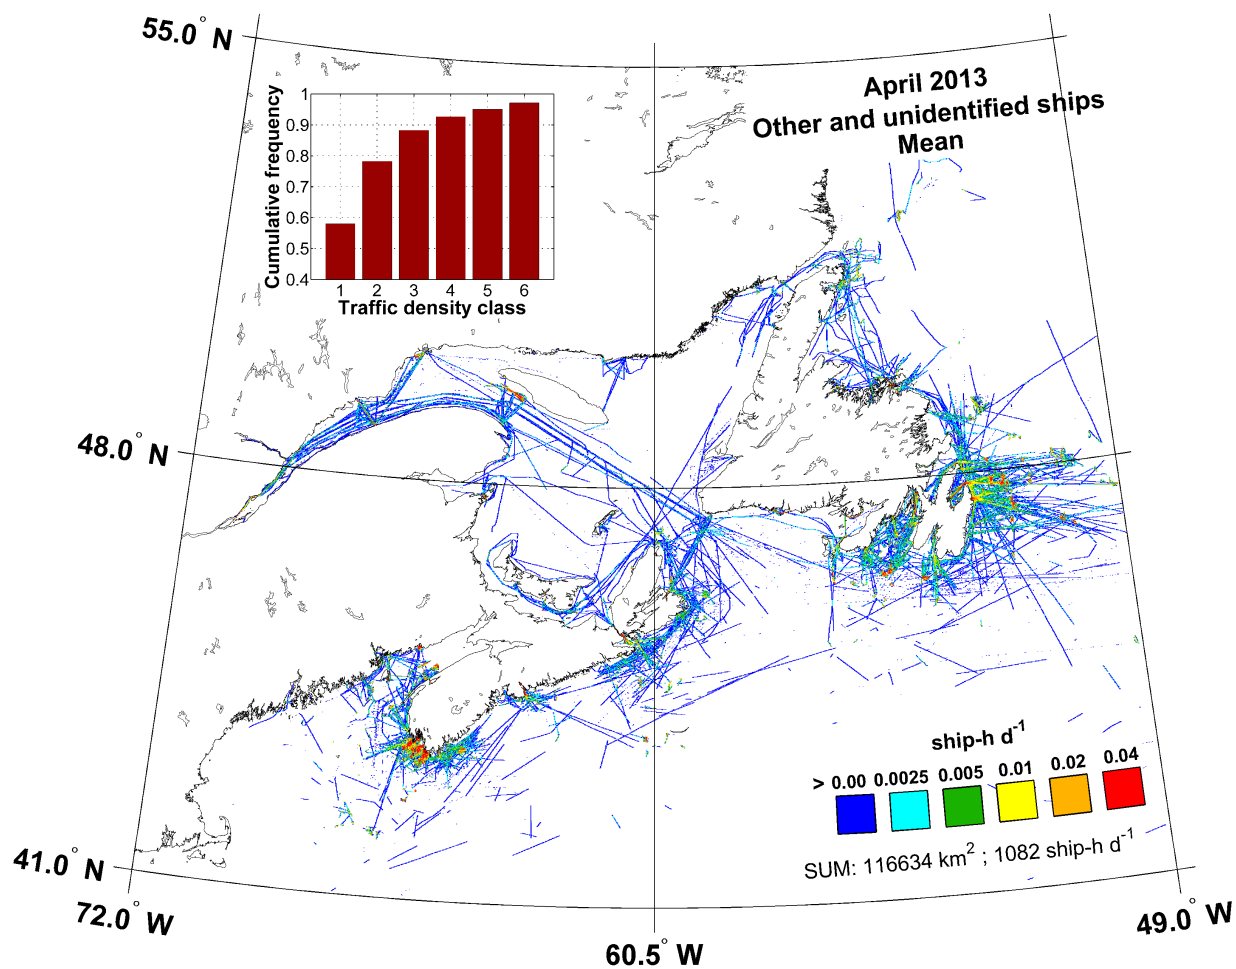 55.0° N
April 2013
Other and unidentified ships
Mean
Cumulative frequency
1
0.9
0.8
0.7
0.6
0.5
0.4
1 2 3 4 5 6
Traffic density class
48.0° N
ship-h d⁻¹
> 0.00 0.0025 0.005 0.01 0.02 0.04
SUM: 116634 km² ; 1082 ship-h d⁻¹
41.0° N
72.0° W
60.5° W
49.0° W